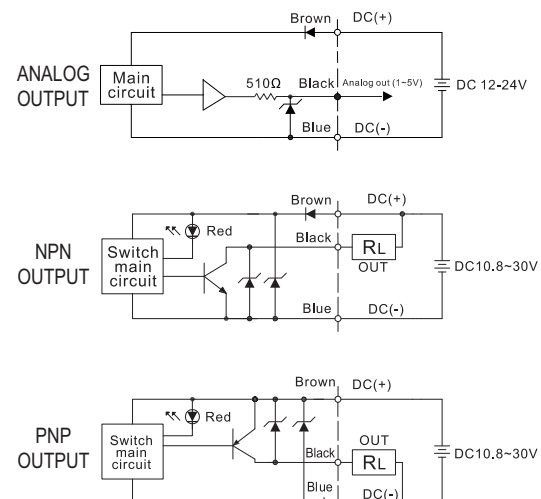 Brown DC(+)
ANALOG
OUTPUT
Main
circuit
510Ω
Black
Analog out (1~5V)
DC 12-24V
Blue DC(-)
Brown DC(+)
NPN
OUTPUT
Switch
main
circuit
Red
Black
RL
OUT
DC10.8~30V
Blue DC(-)
Brown DC(+)
PNP
OUTPUT
Switch
main
circuit
Red
Black
OUT
RL
DC10.8~30V
Blue DC(-)